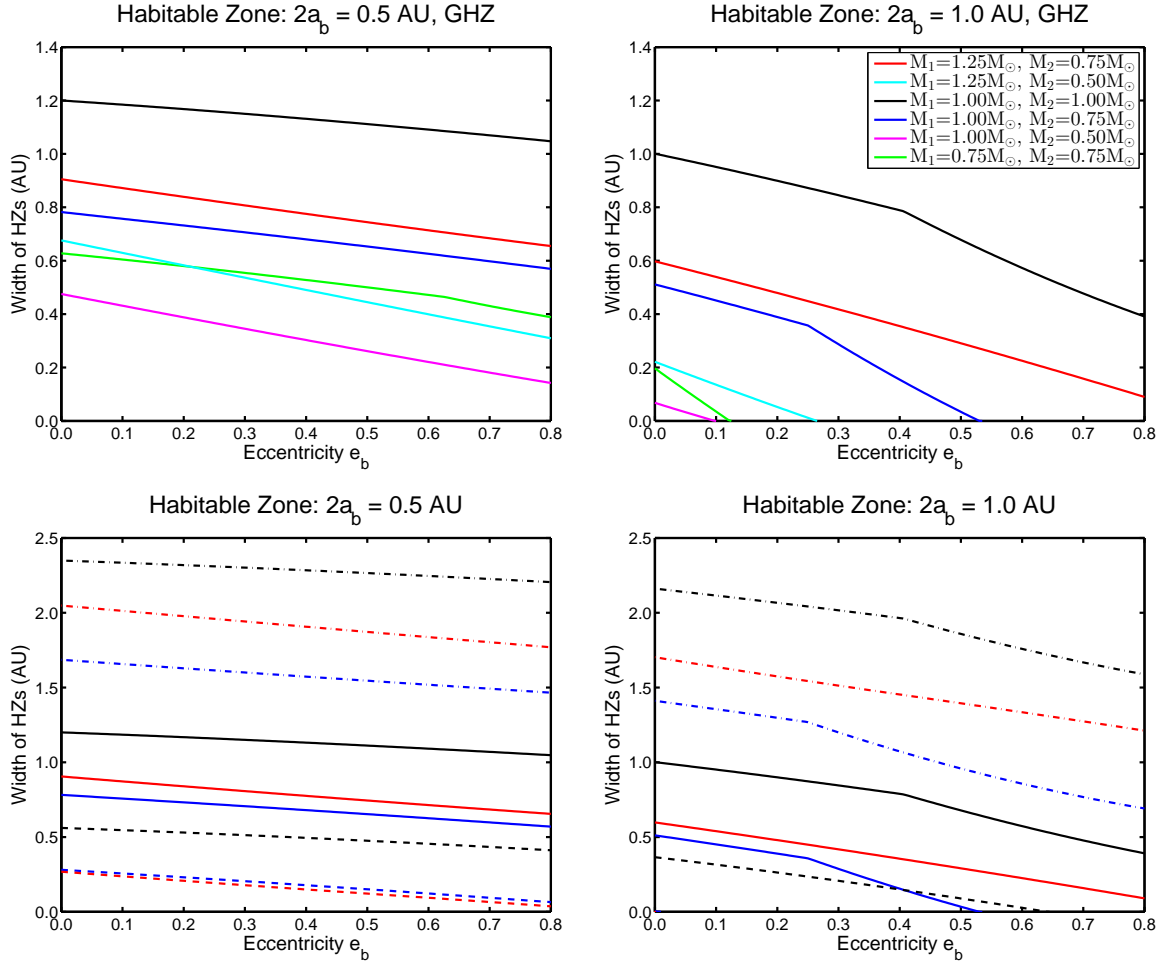 Habitable Zone: 2a_b = 0.5 AU, GHZ
Width of HZs (AU)
1.4
1.2
1.0
0.8
0.6
0.4
0.2
0.0
0.0 0.1 0.2 0.3 0.4 0.5 0.6 0.7 0.8
Eccentricity e_b
Habitable Zone: 2a_b = 1.0 AU, GHZ
M₁=1.25M☉, M₂=0.75M☉
M₁=1.25M☉, M₂=0.50M☉
M₁=1.00M☉, M₂=1.00M☉
M₁=1.00M☉, M₂=0.75M☉
M₁=1.00M☉, M₂=0.50M☉
M₁=0.75M☉, M₂=0.75M☉
Width of HZs (AU)
1.4
1.2
1.0
0.8
0.6
0.4
0.2
0.0
0.0 0.1 0.2 0.3 0.4 0.5 0.6 0.7 0.8
Eccentricity e_b
Habitable Zone: 2a_b = 0.5 AU
Width of HZs (AU)
2.5
2.0
1.5
1.0
0.5
0.0
0.0 0.1 0.2 0.3 0.4 0.5 0.6 0.7 0.8
Eccentricity e_b
Habitable Zone: 2a_b = 1.0 AU
Width of HZs (AU)
2.5
2.0
1.5
1.0
0.5
0.0
0.0 0.1 0.2 0.3 0.4 0.5 0.6 0.7 0.8
Eccentricity e_b